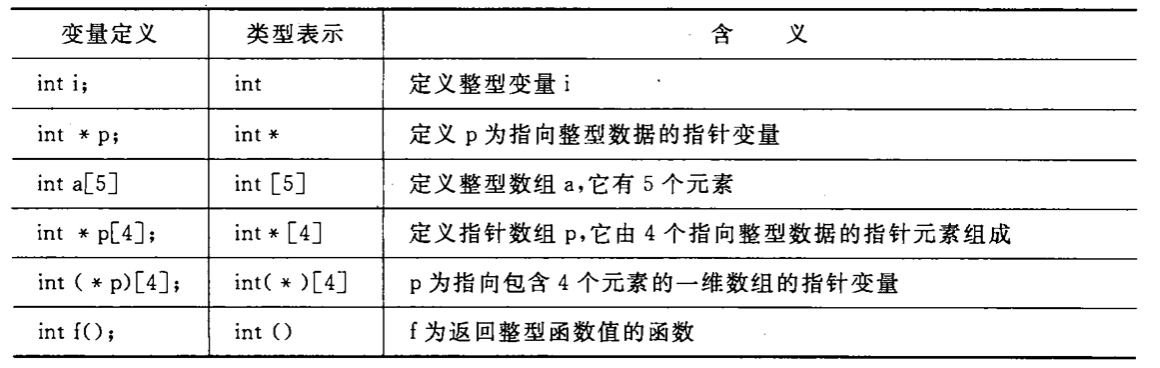 变量定义 类型表示 含 义
int i; int 定义整型变量 i
int * p; int * 定义 p 为指向整型数据的指针变量
int a[5] int [5] 定义整型数组 a,它有 5 个元素
int * p[4]; int * [4] 定义指针数组 p,它由 4 个指向整型数据的指针元素组成
int ( * p)[4]; int( * )[4] p 为指向包含 4 个元素的一维数组的指针变量
int f(); int () f 为返回整型函数值的函数